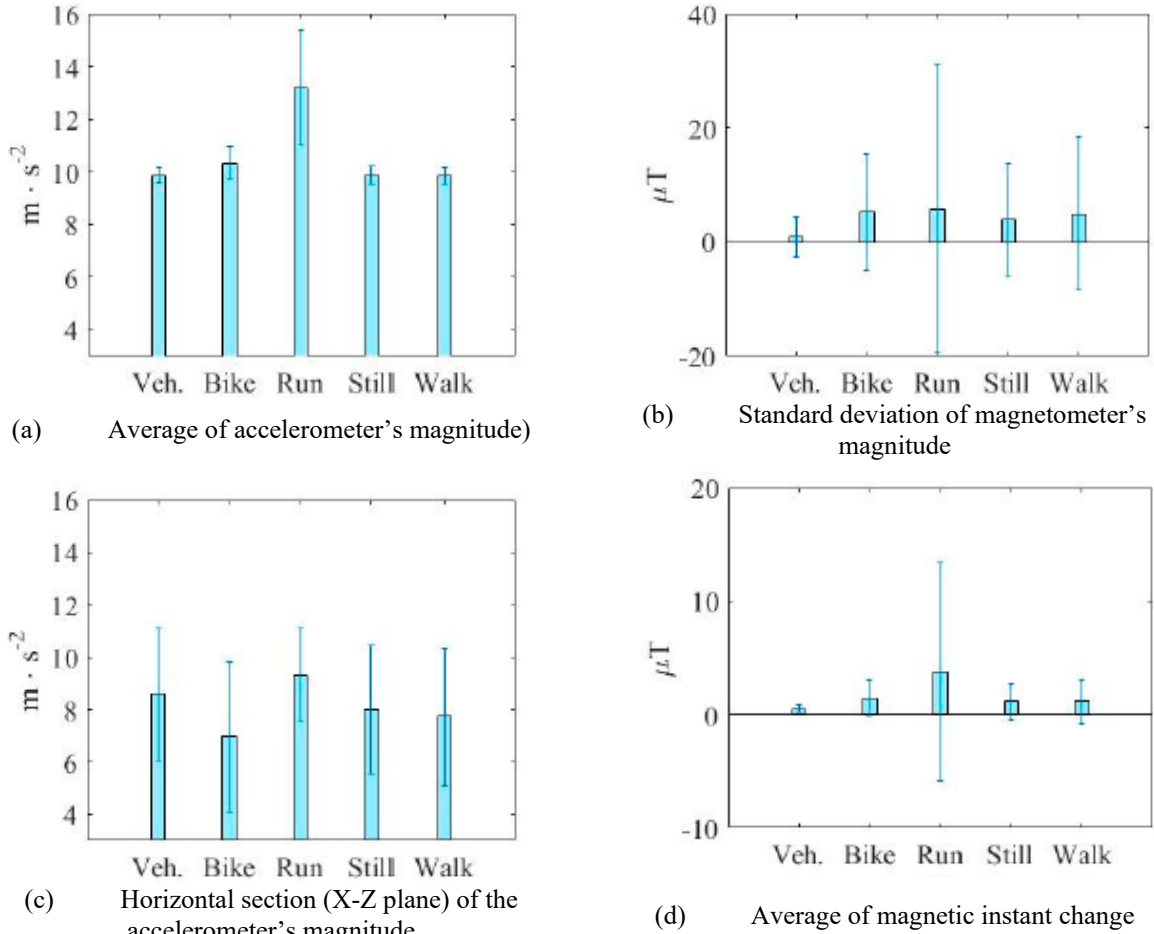 16
14
12
10
8
6
4
m · s⁻²
Veh. Bike Run Still Walk
(a) Average of accelerometer's magnitude)
40
20
0
-20
µT
Veh. Bike Run Still Walk
(b) Standard deviation of magnetometer's
magnitude
16
14
12
10
8
6
4
m · s⁻²
Veh. Bike Run Still Walk
(c) Horizontal section (X-Z plane) of the
accelerometer's magnitude
20
10
0
-10
µT
Veh. Bike Run Still Walk
(d) Average of magnetic instant change